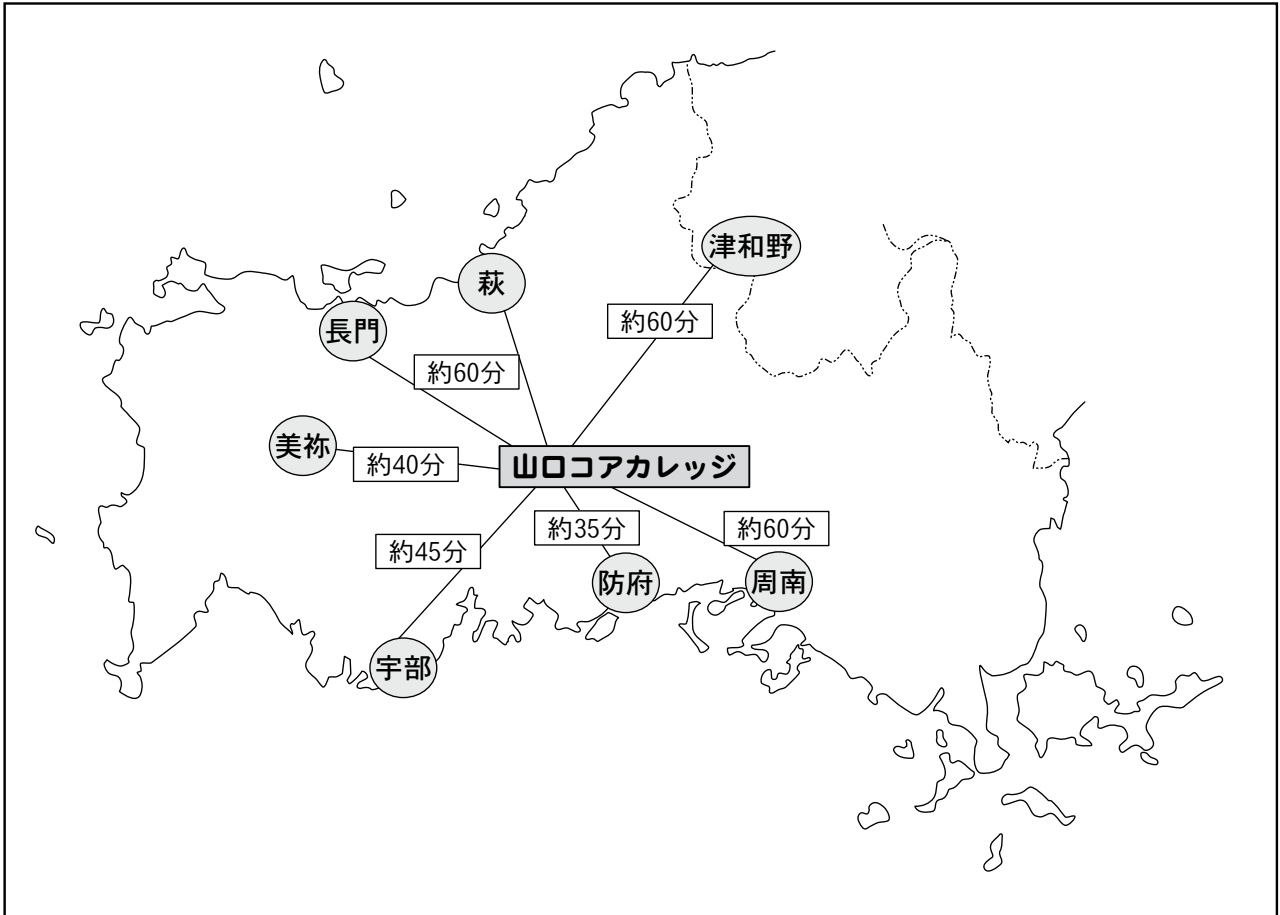 津和野
萩
約60分
長門
約60分
美祢
約40分
山口コアカレッジ
約45分
約35分
約60分
防府
周南
宇部